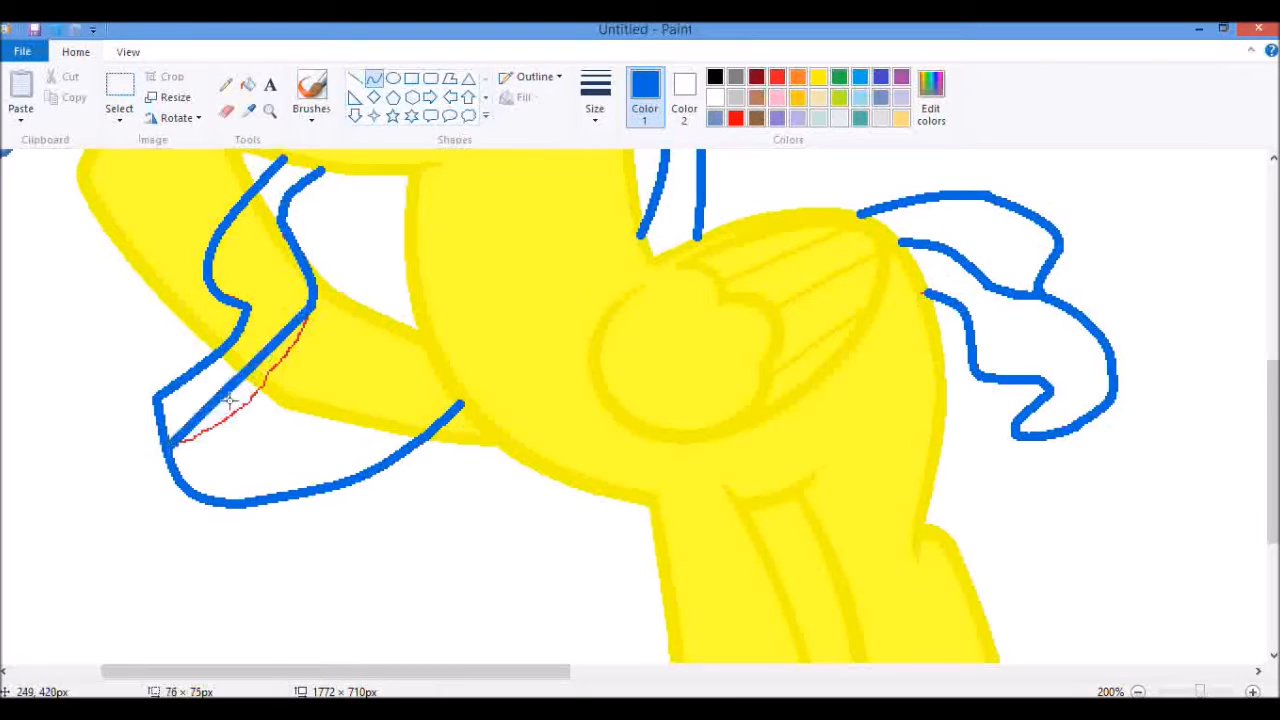 Untitled - Paint
File Home View
Paste
Cut
Copy
Clipboard
Select
Crop
Resize
Rotate
Image
A
Tools
Brushes
Shapes
Outline
Fill
Size
Color 1
Color 2
Colors
Edit colors
249, 420px
76 × 75px
1772 × 710px
200%